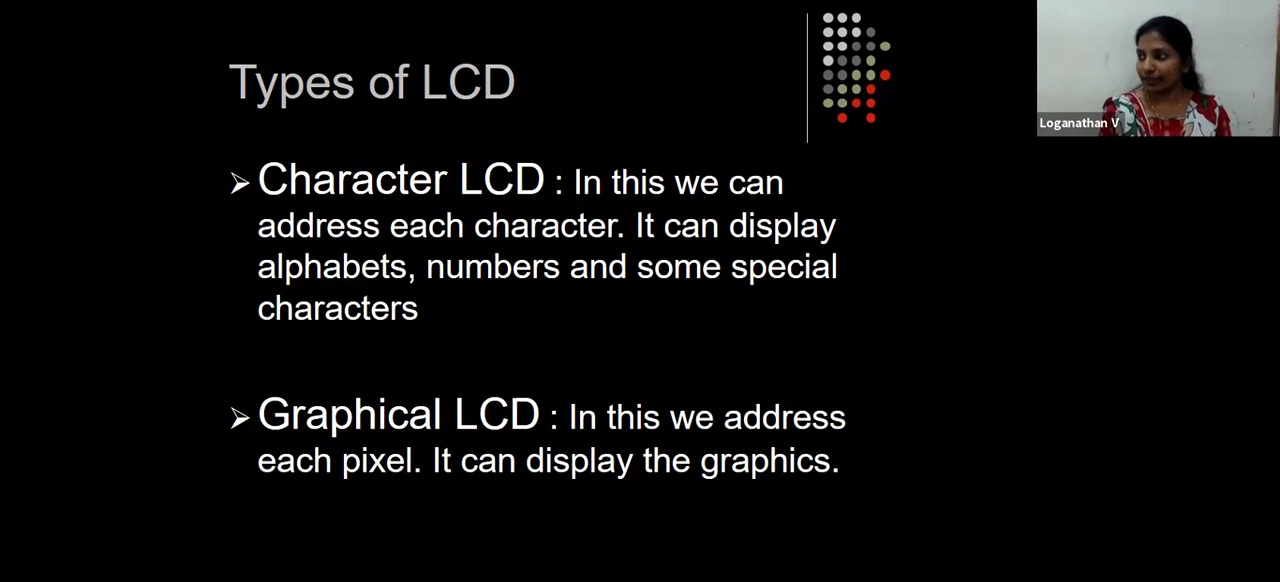 Types of LCD
Loganathan V
Character LCD : In this we can
address each character. It can display
alphabets, numbers and some special
characters
Graphical LCD : In this we address
each pixel. It can display the graphics.